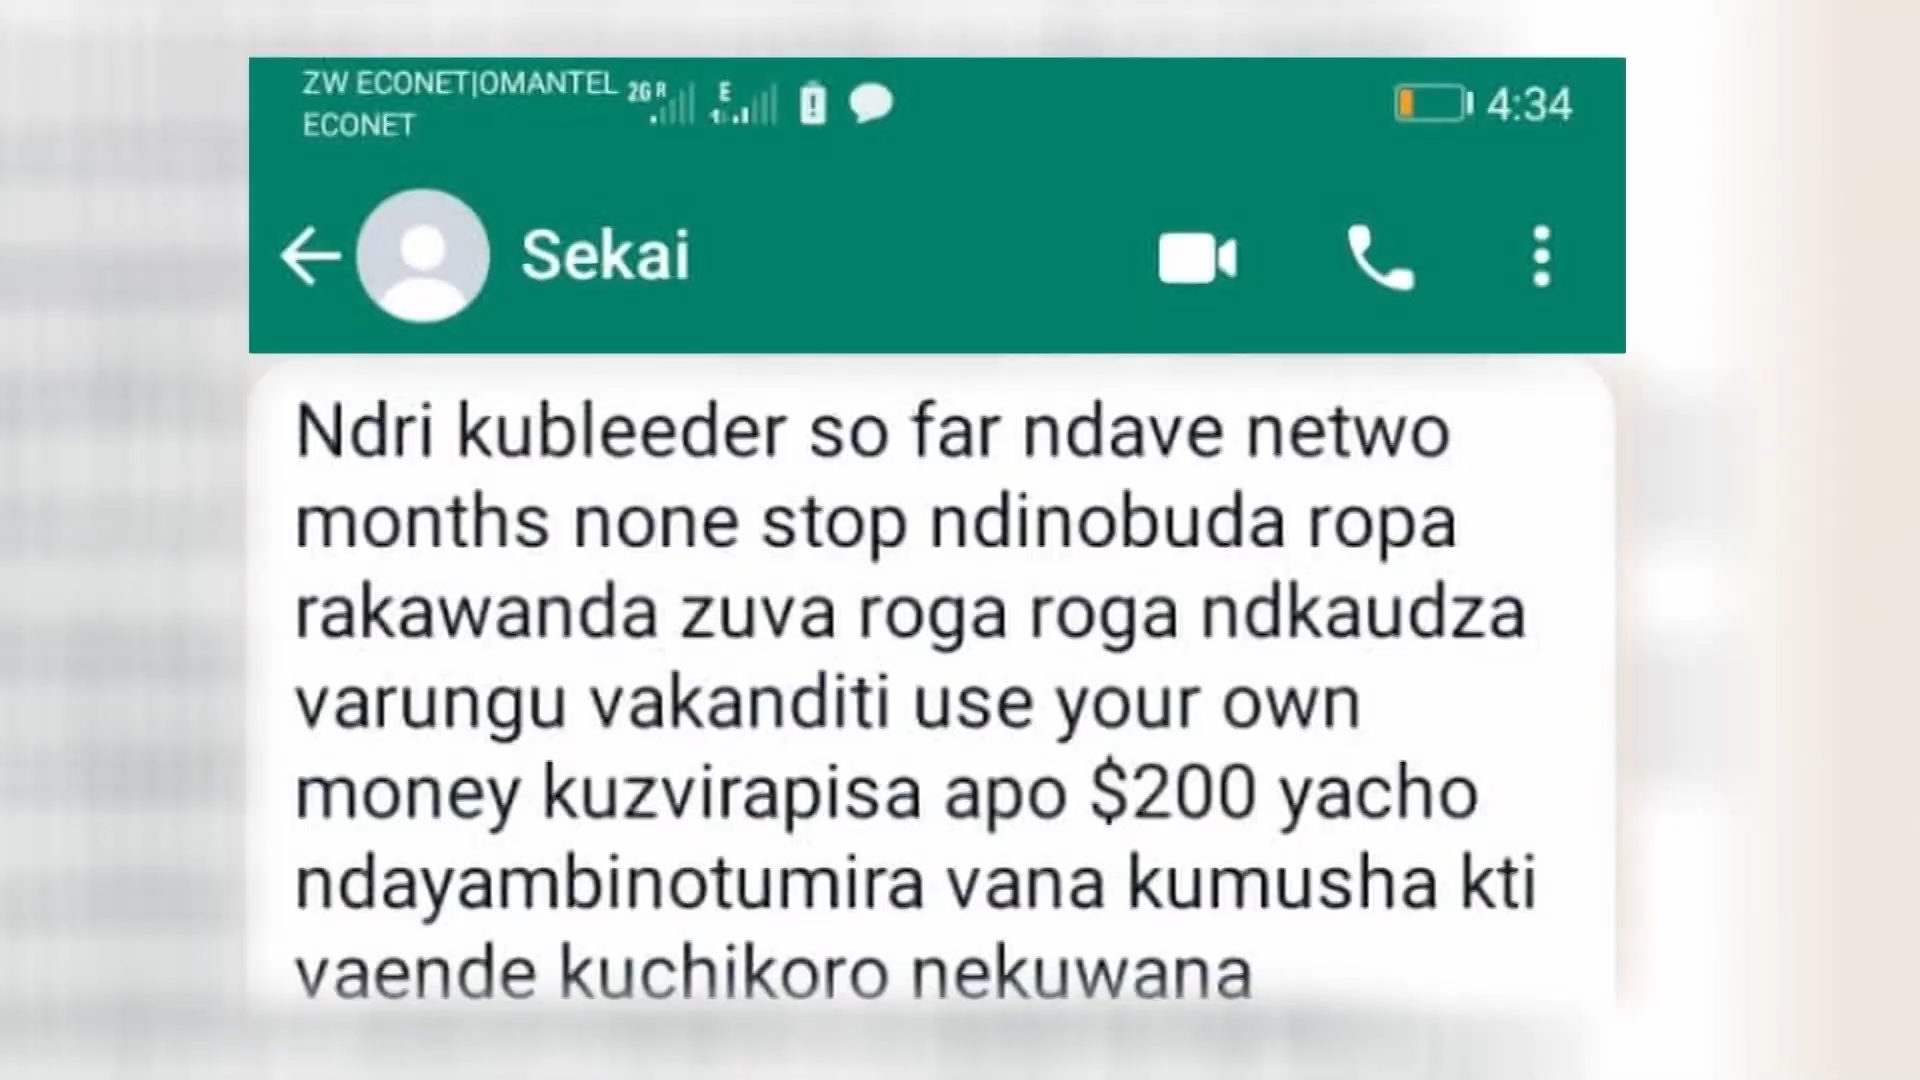 ZW ECONET|OMANTEL
ECONET
2G R
E
4:34
Sekai
Ndri kubleeder so far ndave netwo
months none stop ndinobuda ropa
rakawanda zuva roga roga ndkaudza
varungu vakanditi use your own
money kuzvirapisa apo $200 yacho
ndayambinotumira vana kumusha kti
vaende kuchikoro nekuwana